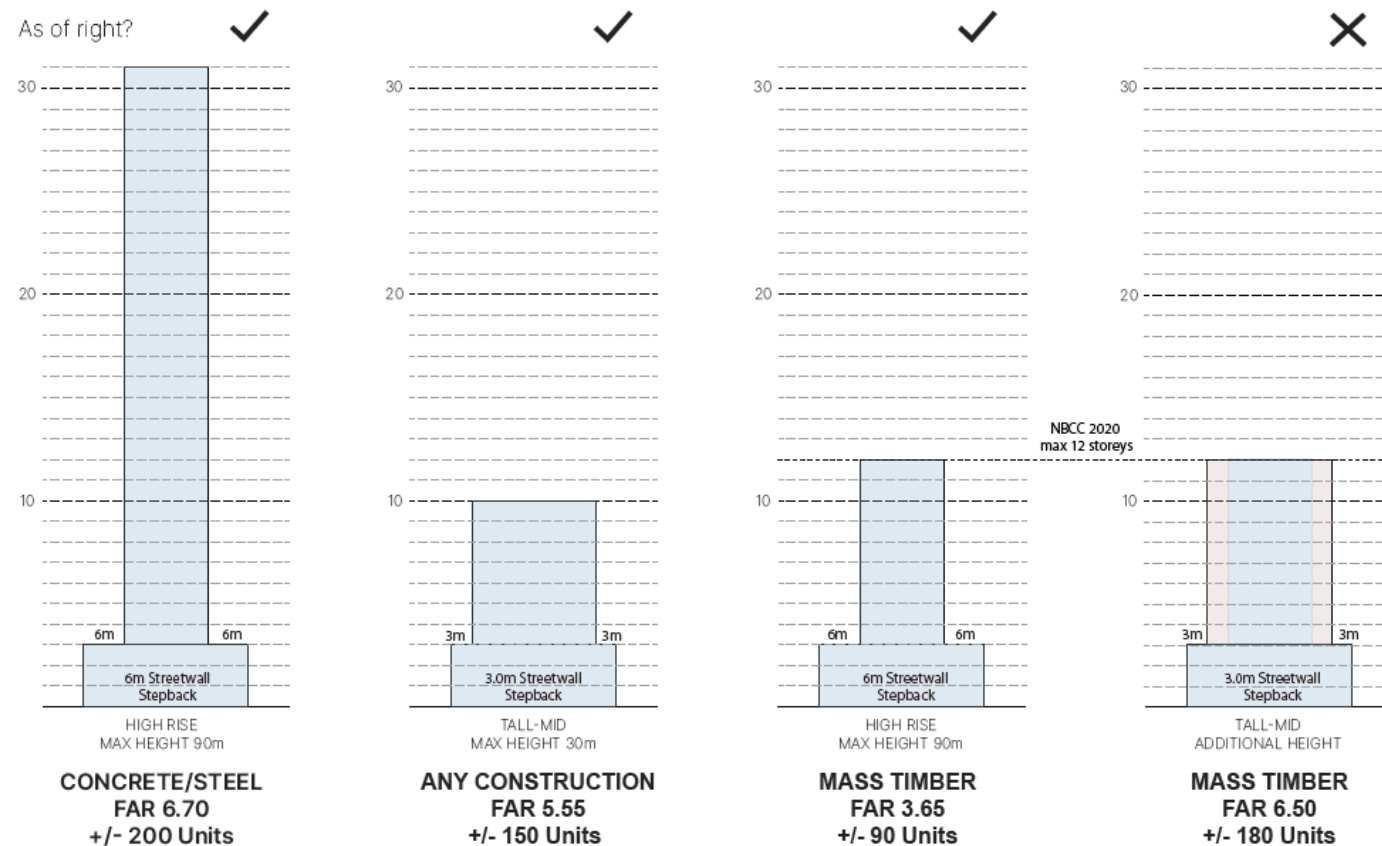 As of right?
30
20
10
6m
6m
6m Streetwall
Stepback
HIGH RISE
MAX HEIGHT 90m
CONCRETE/STEEL
FAR 6.70
+/- 200 Units
30
20
10
3m
3m
3.0m Streetwall
Stepback
TALL-MID
MAX HEIGHT 30m
ANY CONSTRUCTION
FAR 5.55
+/- 150 Units
30
20
10
6m
6m
6m Streetwall
Stepback
HIGH RISE
MAX HEIGHT 90m
MASS TIMBER
FAR 3.65
+/- 90 Units
NBCC 2020
max 12 storeys
30
20
10
3m
3m
3.0m Streetwall
Stepback
TALL-MID
ADDITIONAL HEIGHT
MASS TIMBER
FAR 6.50
+/- 180 Units